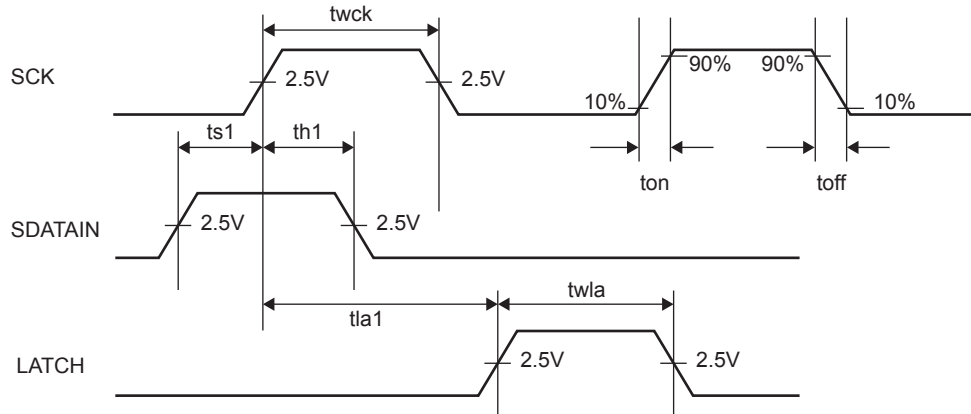 twck
SCK
2.5V
2.5V
90%
90%
10%
10%
ts1
th1
ton
toff
SDATAIN
2.5V
2.5V
tla1
twla
LATCH
2.5V
2.5V